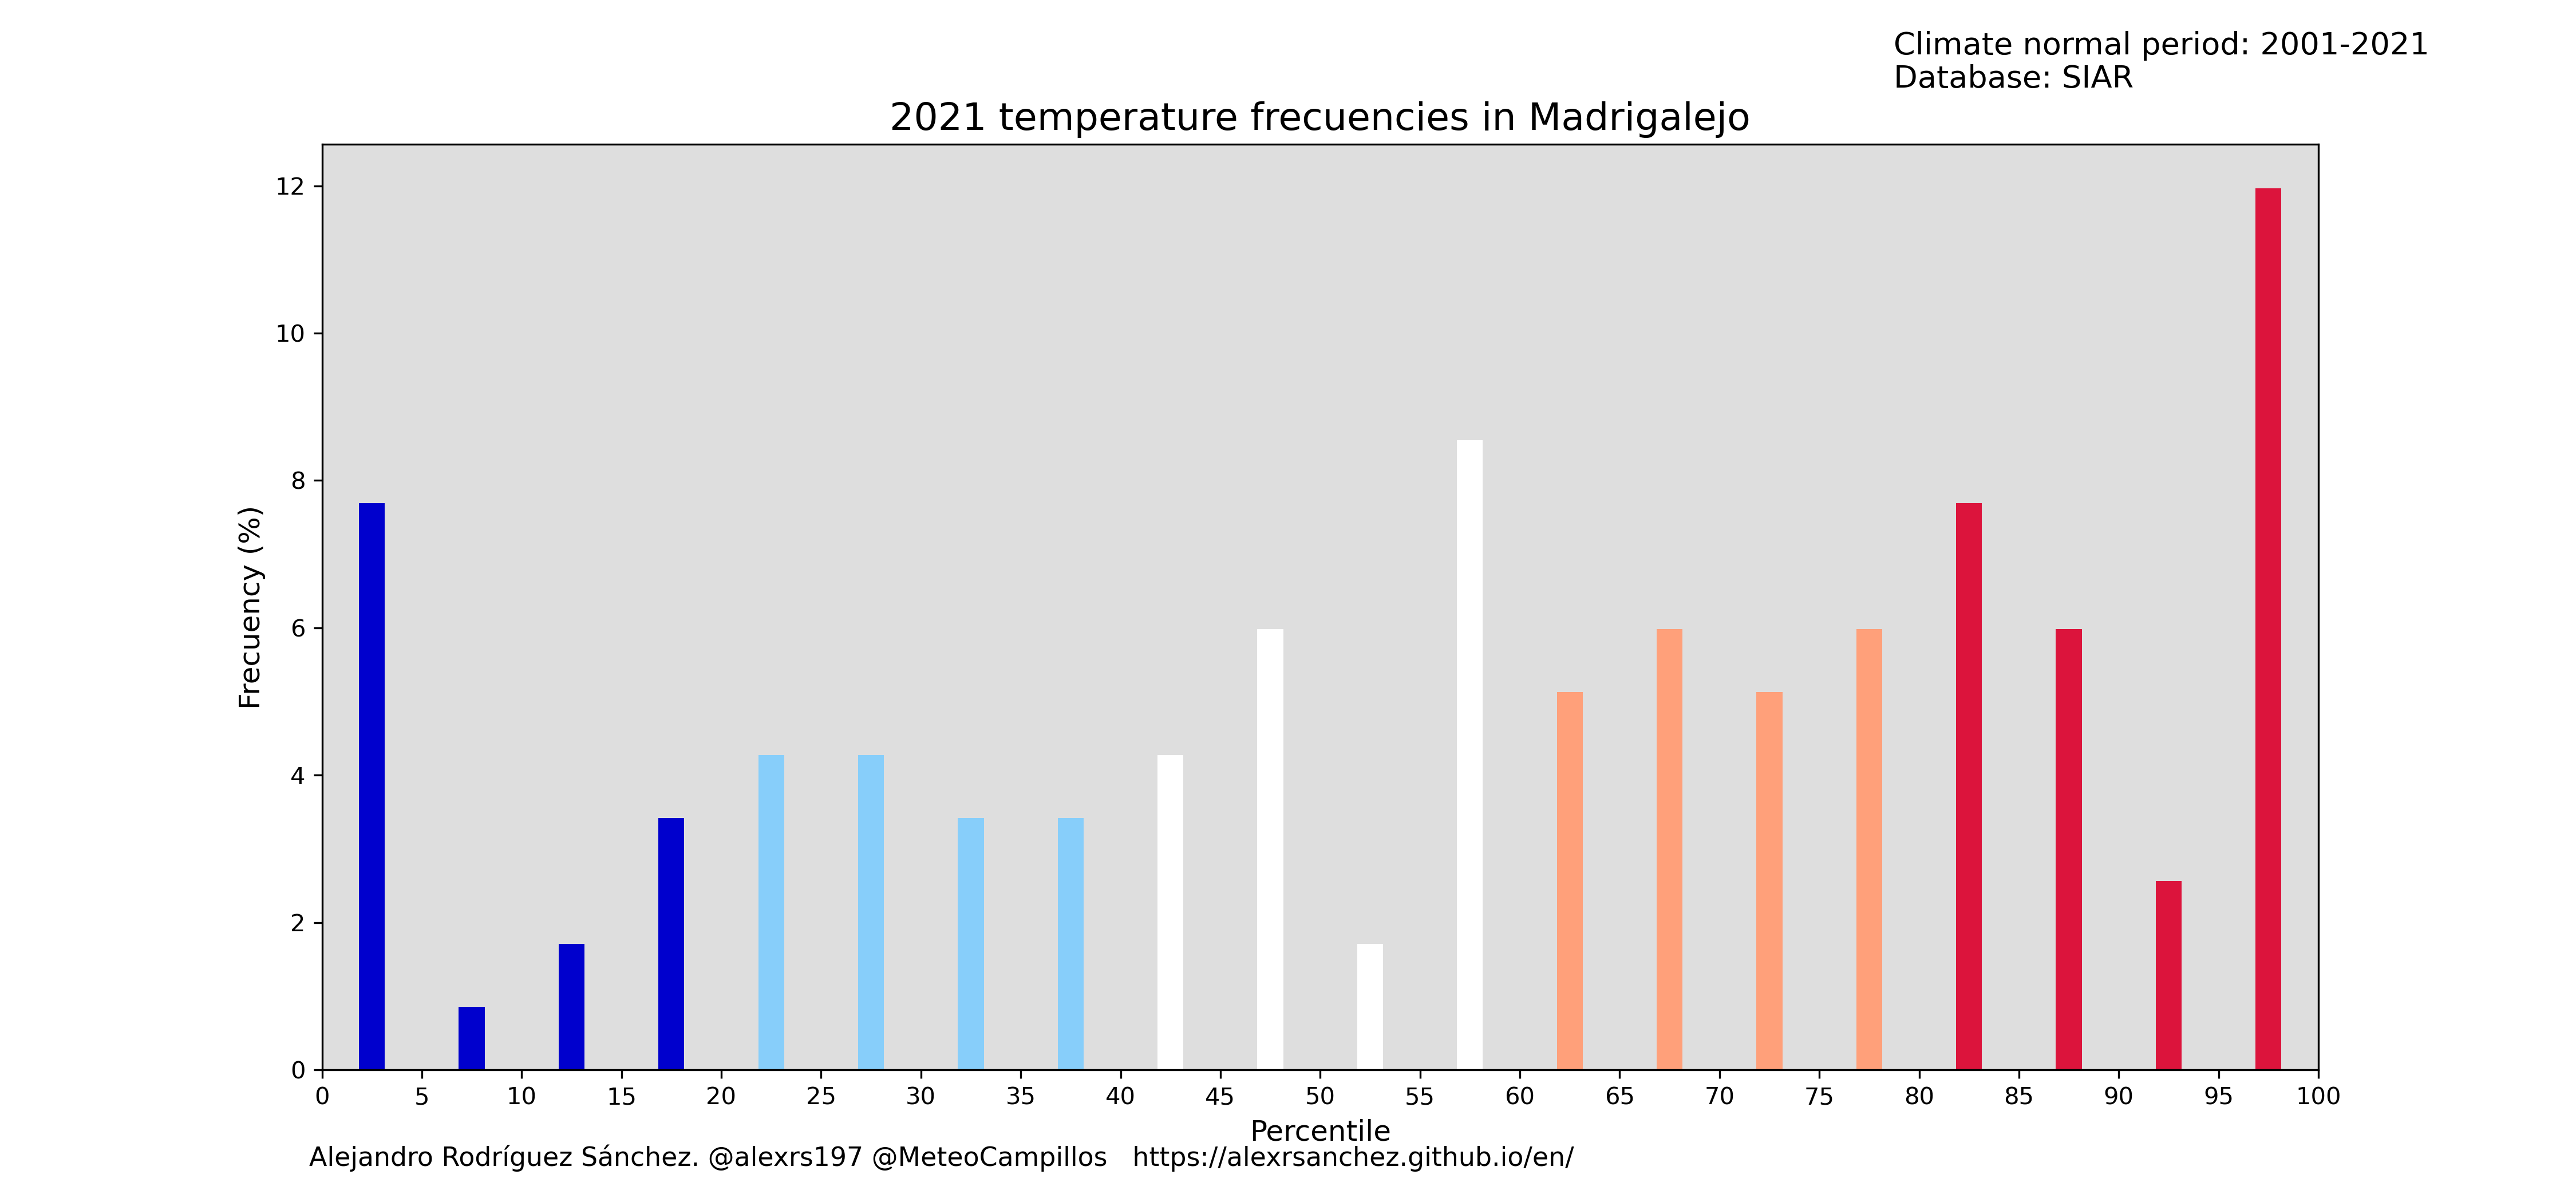 Climate normal period: 2001-2021
Database: SIAR
2021 temperature frecuencies in Madrigalejo
12
10
8
6
4
2
0
Frecuency (%)
0 5 10 15 20 25 30 35 40 45 50 55 60 65 70 75 80 85 90 95 100
Percentile
Alejandro Rodríguez Sánchez. @alexrs197 @MeteoCampillos https://alexrsanchez.github.io/en/